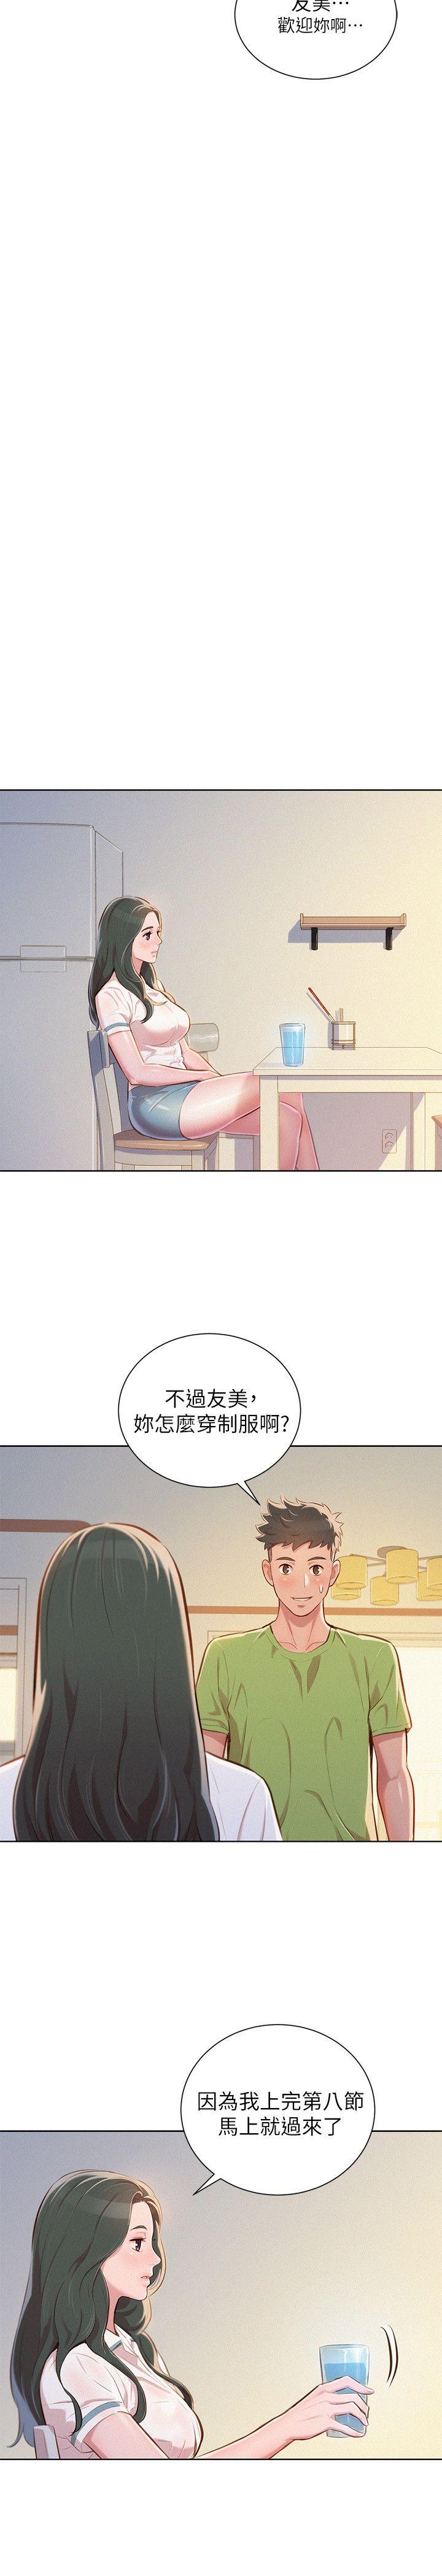 友美…
歡迎妳啊…
不過友美，
妳怎麼穿制服啊?
因為我上完第八節
馬上就過來了